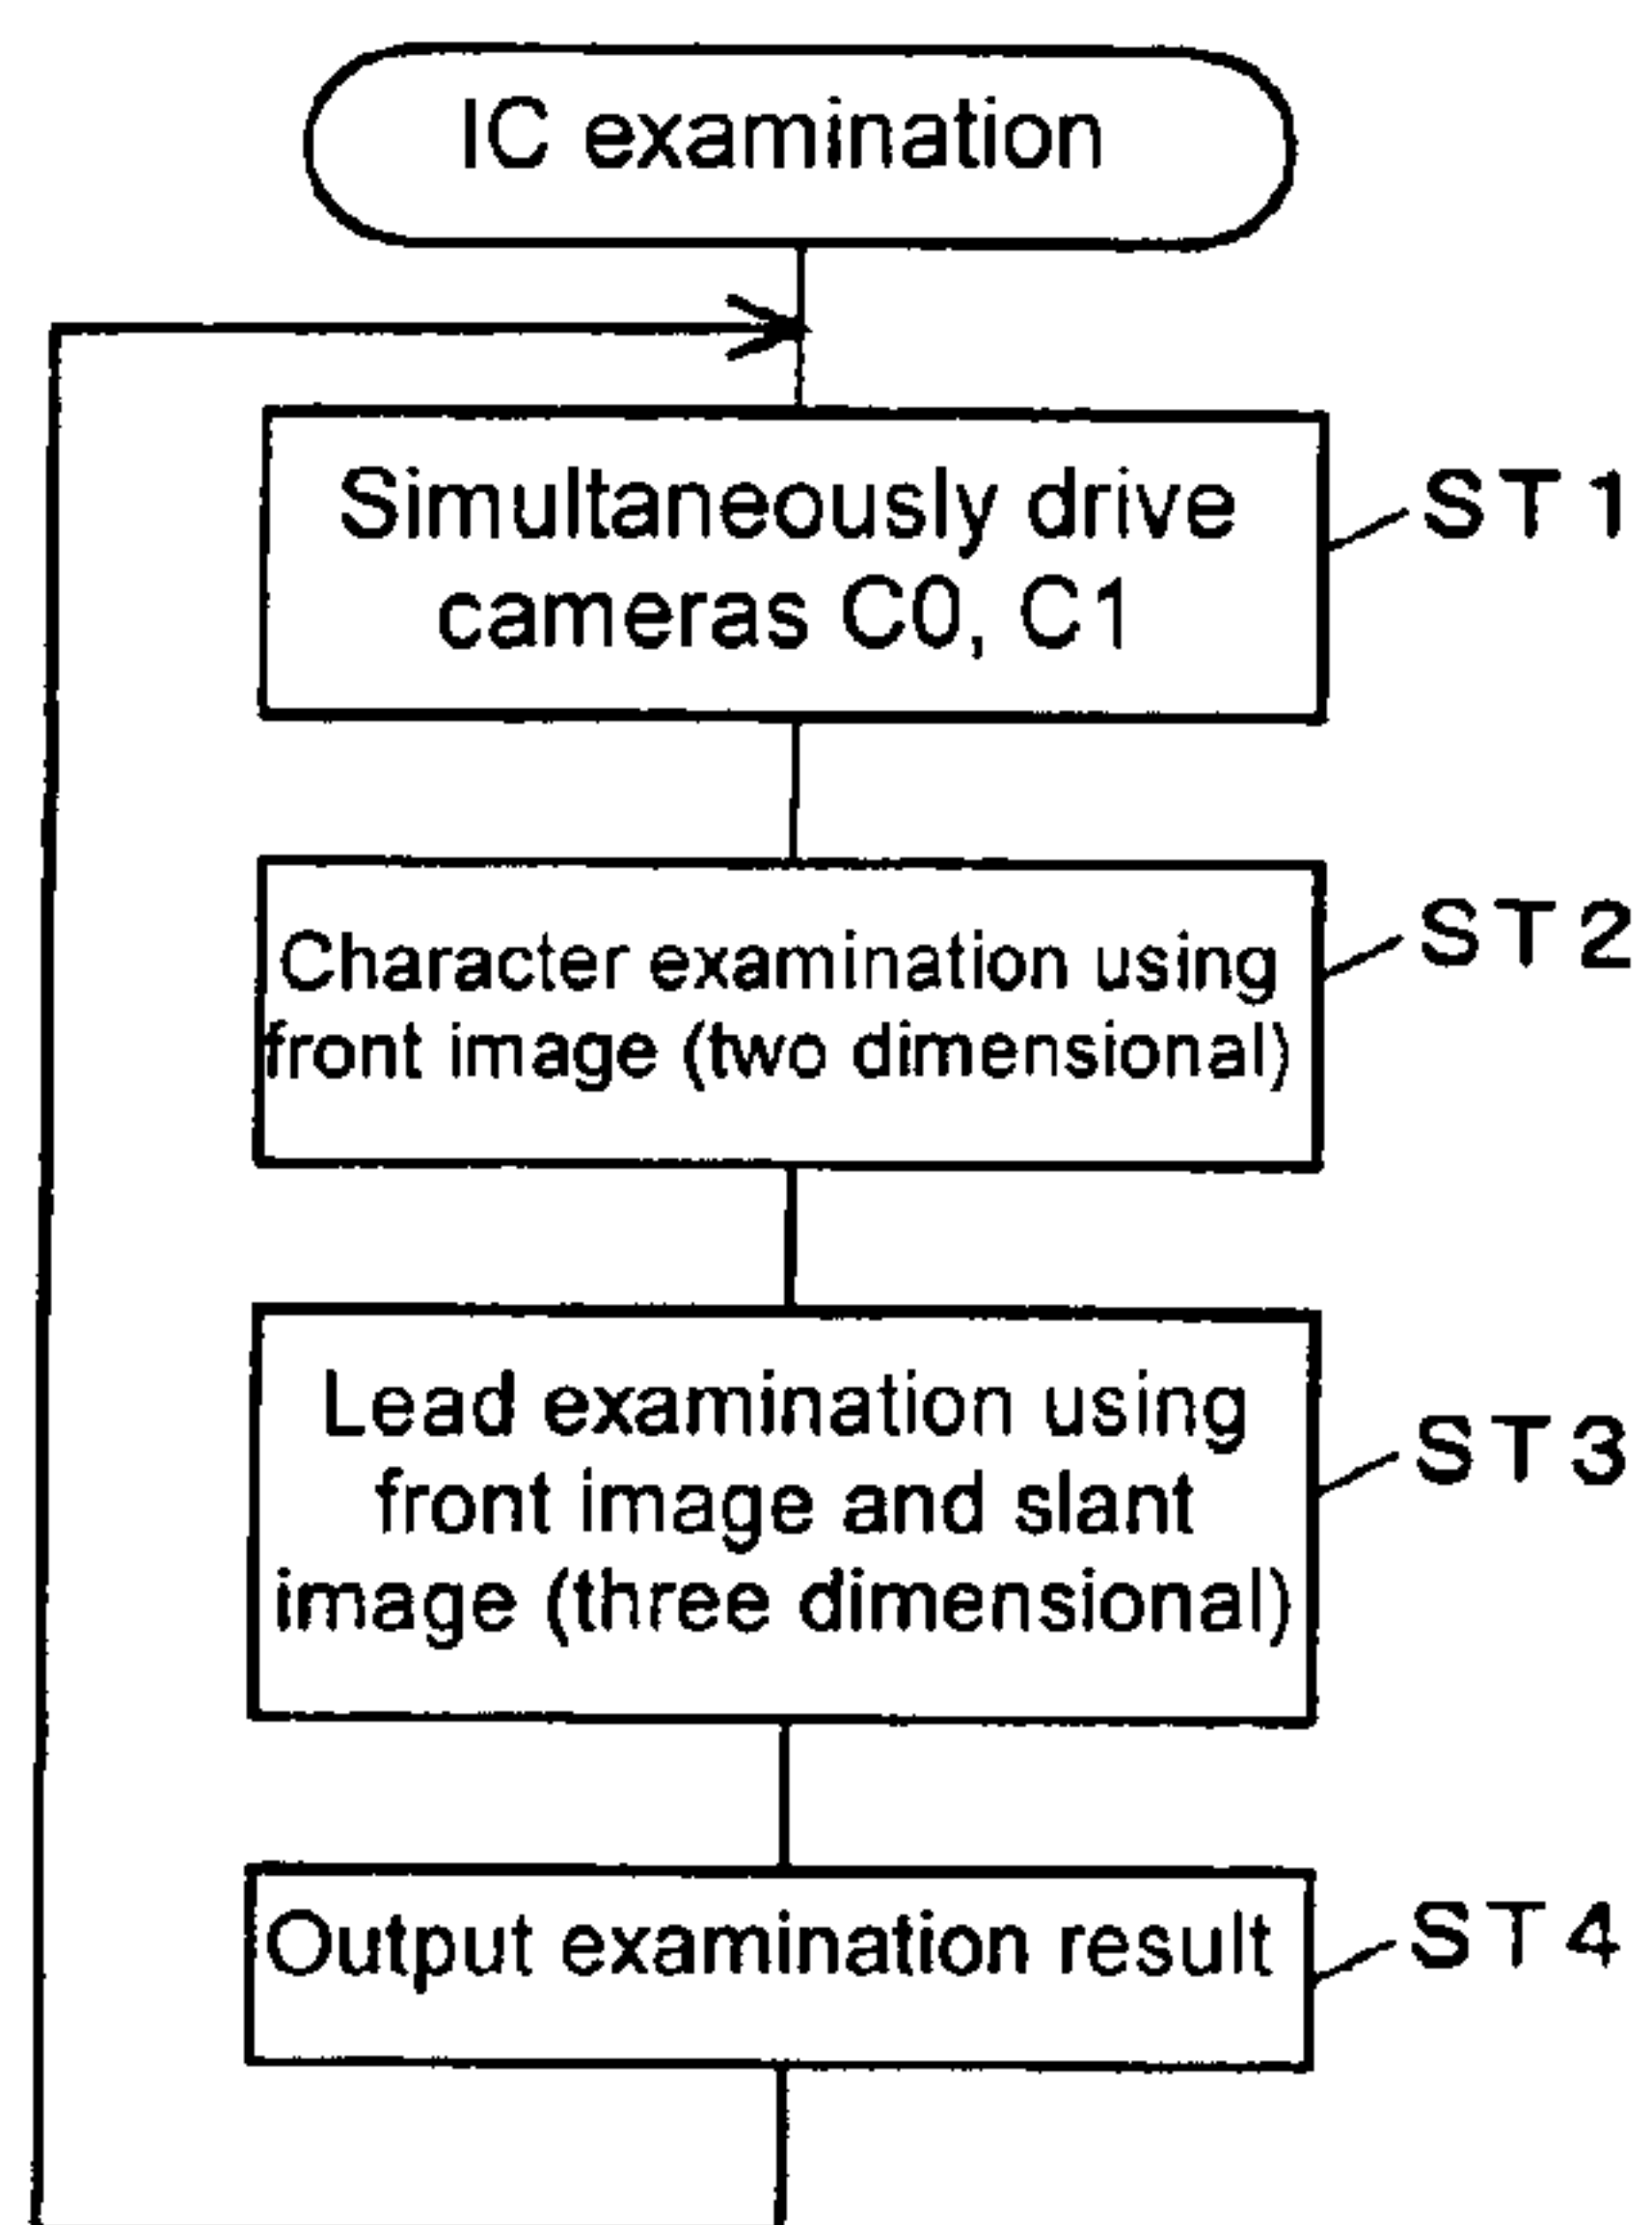 IC examination
Simultaneously drive
cameras C0, C1
ST1
Character examination using
front image (two dimensional)
ST2
Lead examination using
front image and slant
image (three dimensional)
ST3
Output examination result
ST4